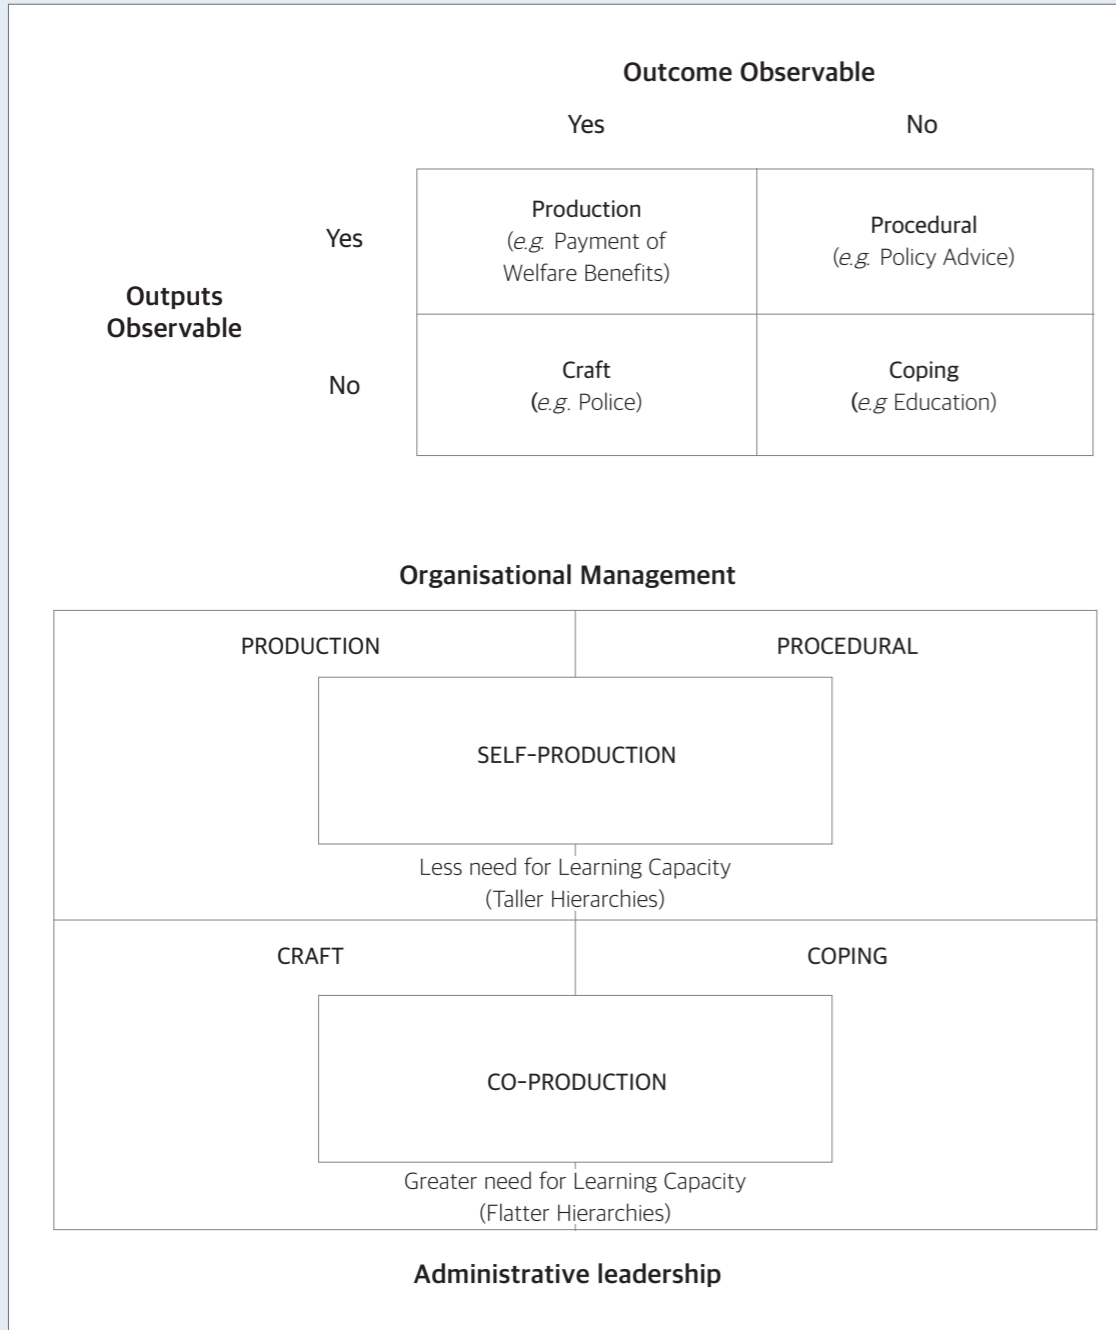 Outcome Observable
Yes
No
Outputs
Observable
Yes
Production
(e.g. Payment of
Welfare Benefits)
Procedural
(e.g. Policy Advice)
No
Craft
(e.g. Police)
Coping
(e.g Education)
Organisational Management
PRODUCTION
PROCEDURAL
SELF-PRODUCTION
Less need for Learning Capacity
(Taller Hierarchies)
CRAFT
COPING
CO-PRODUCTION
Greater need for Learning Capacity
(Flatter Hierarchies)
Administrative leadership